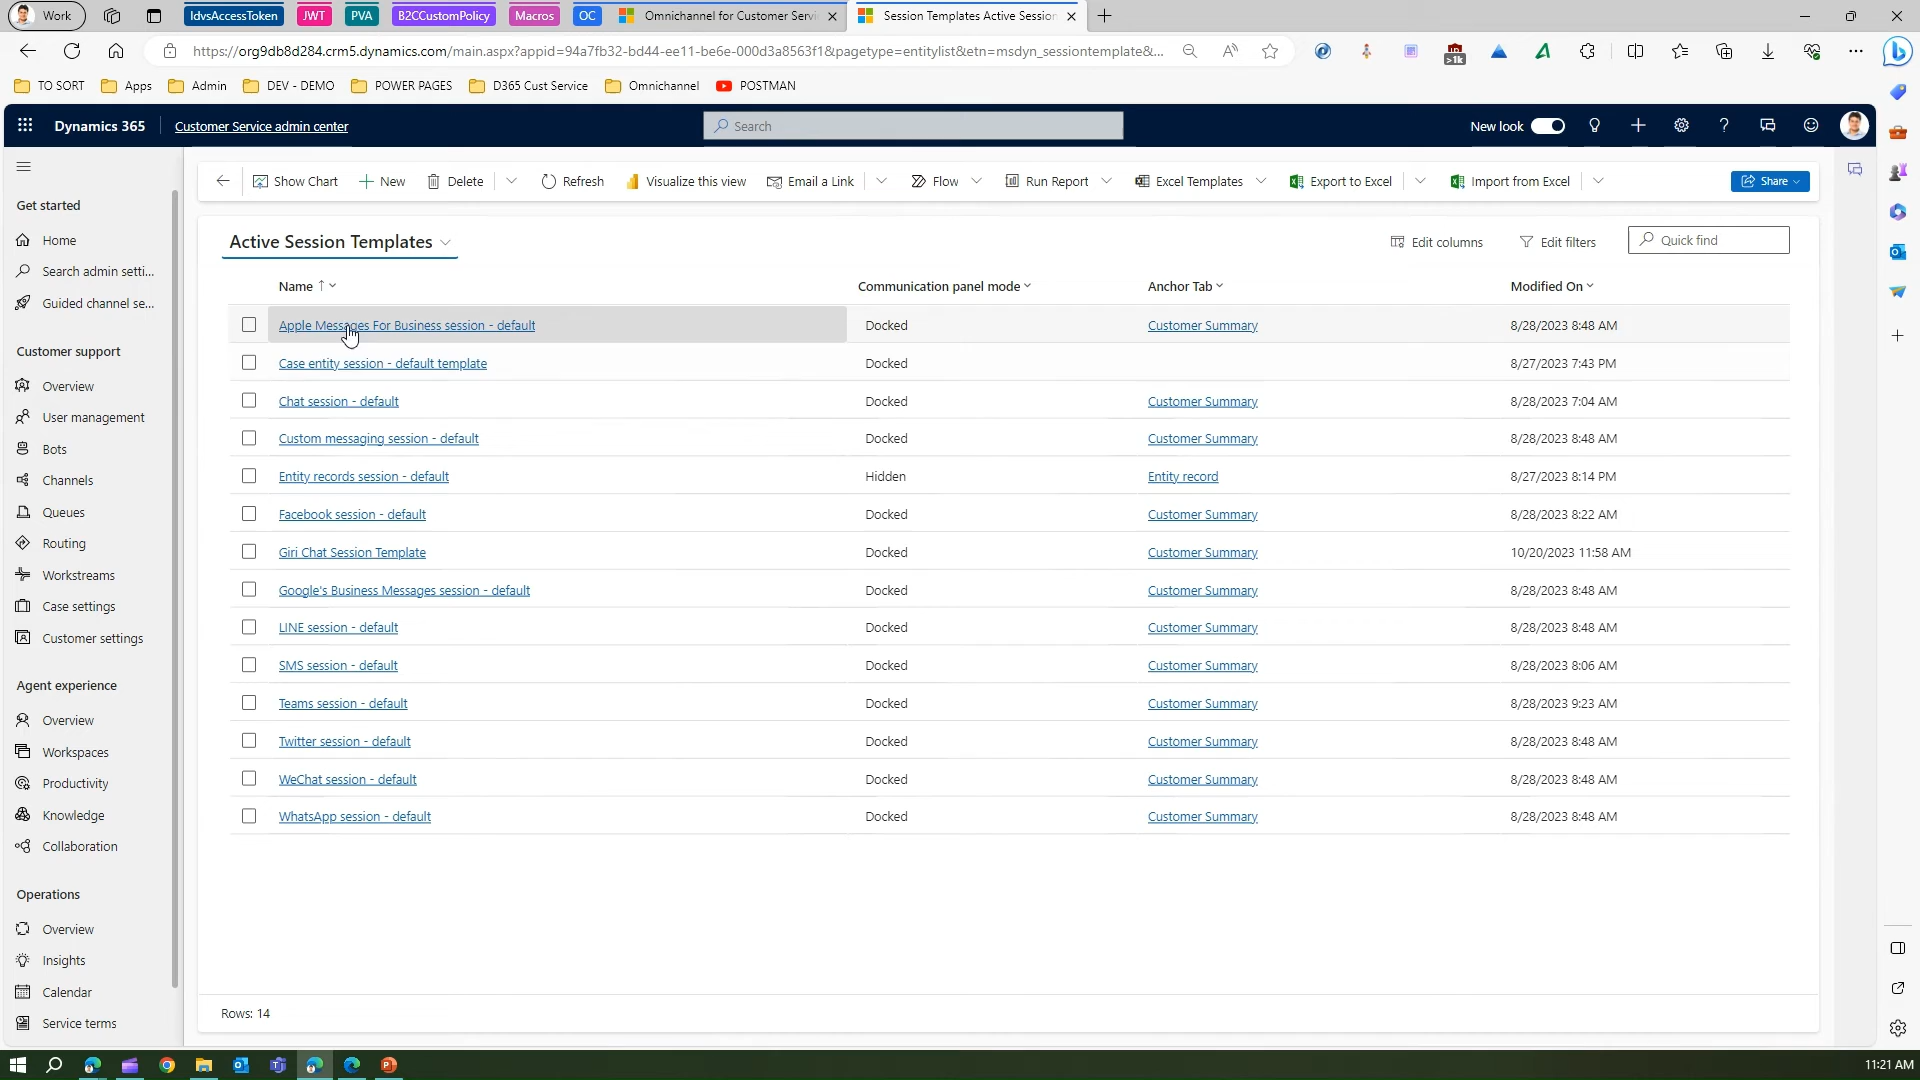 Work
IdvsAccessToken
JWT
PVA
B2CCustomPolicy
Macros
OC
Omnichannel for Customer Servi
Session Templates Active Session
https://org9db8d284.crm5.dynamics.com/main.aspx?appid=94a7fb32-bd44-ee11-be6e-000d3a8563f1&pagetype=entitylist&etn=msdyn_sessiontemplate&...
>1k
TO SORT
Apps
Admin
DEV - DEMO
POWER PAGES
D365 Cust Service
Omnichannel
POSTMAN
Dynamics 365
Customer Service admin center
Search
New look
Show Chart
New
Delete
Refresh
Visualize this view
Email a Link
Flow
Run Report
Excel Templates
Export to Excel
Import from Excel
Share
Get started
Home
Search admin setti...
Guided channel se...
Customer support
Overview
User management
Bots
Channels
Queues
Routing
Workstreams
Case settings
Customer settings
Agent experience
Overview
Workspaces
Productivity
Knowledge
Collaboration
Operations
Overview
Insights
Calendar
Service terms
Active Session Templates
Edit columns
Edit filters
Quick find
Name ↑ Communication panel mode Anchor Tab Modified On
Apple Messages For Business session - default Docked Customer Summary 8/28/2023 8:48 AM
Case entity session - default template Docked 8/27/2023 7:43 PM
Chat session - default Docked Customer Summary 8/28/2023 7:04 AM
Custom messaging session - default Docked Customer Summary 8/28/2023 8:48 AM
Entity records session - default Hidden Entity record 8/27/2023 8:14 PM
Facebook session - default Docked Customer Summary 8/28/2023 8:22 AM
Giri Chat Session Template Docked Customer Summary 10/20/2023 11:58 AM
Google's Business Messages session - default Docked Customer Summary 8/28/2023 8:48 AM
LINE session - default Docked Customer Summary 8/28/2023 8:48 AM
SMS session - default Docked Customer Summary 8/28/2023 8:06 AM
Teams session - default Docked Customer Summary 8/28/2023 9:23 AM
Twitter session - default Docked Customer Summary 8/28/2023 8:48 AM
WeChat session - default Docked Customer Summary 8/28/2023 8:48 AM
WhatsApp session - default Docked Customer Summary 8/28/2023 8:48 AM
Rows: 14
11:21 AM